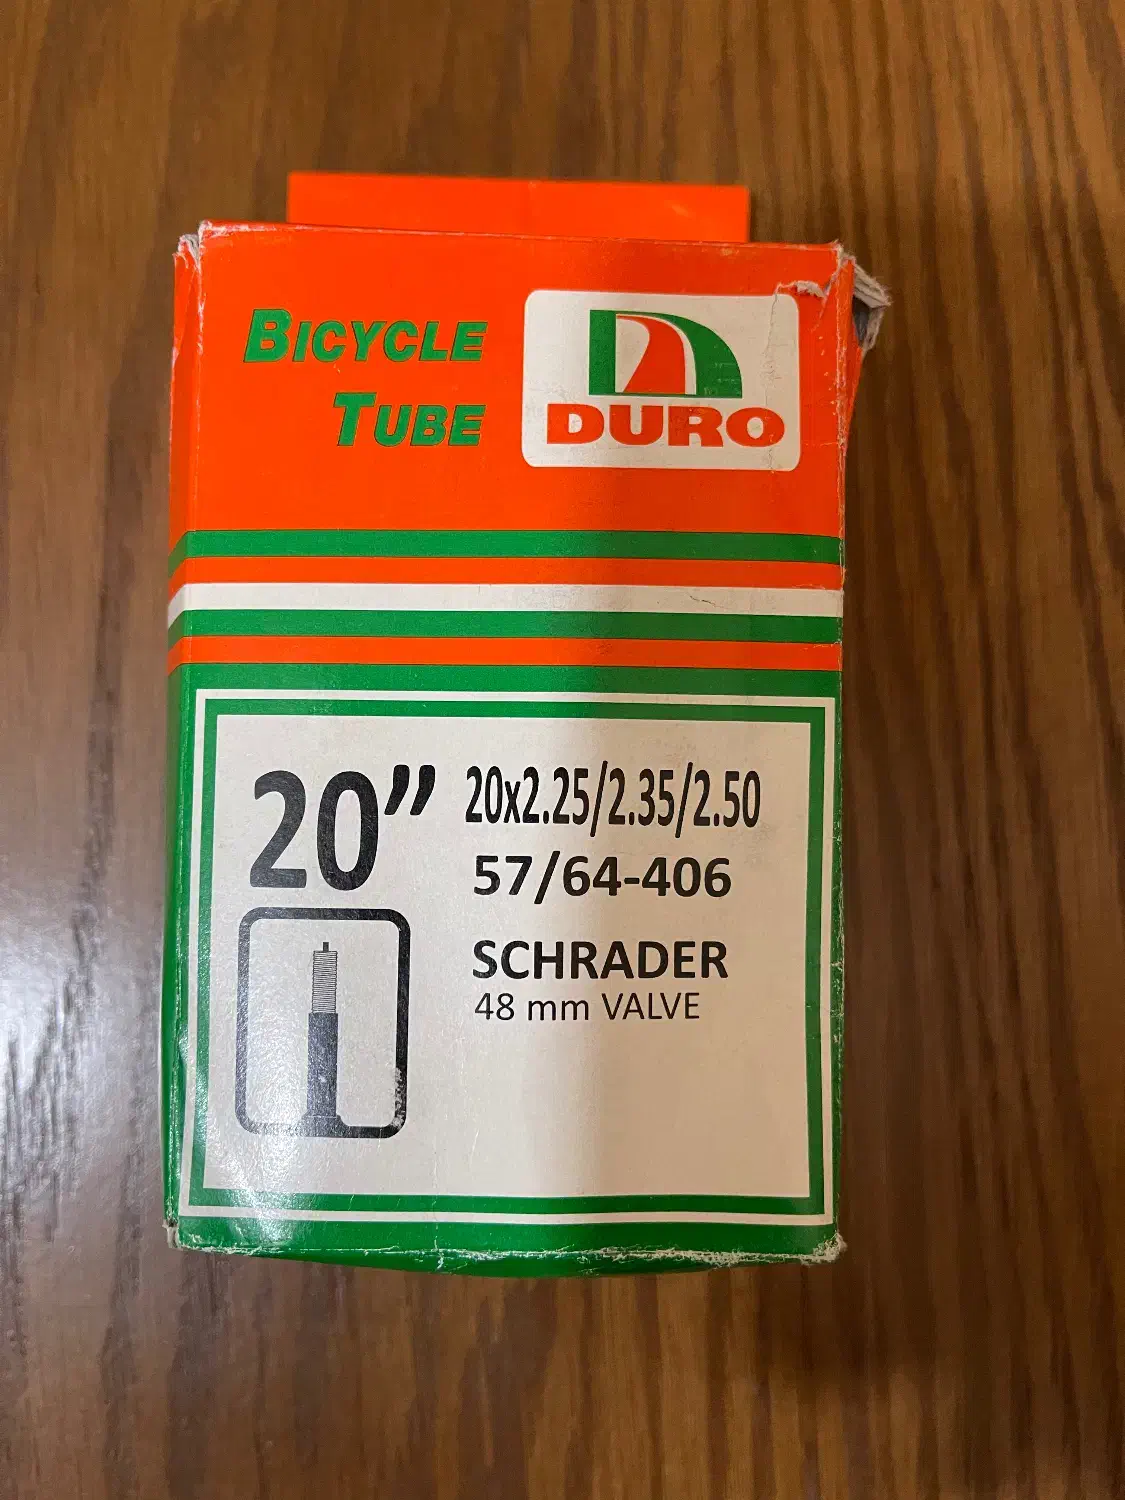 BICYCLE
TUBE
DURO
20”
20x2.25/2.35/2.50
57/64-406
SCHRADER
48 mm VALVE